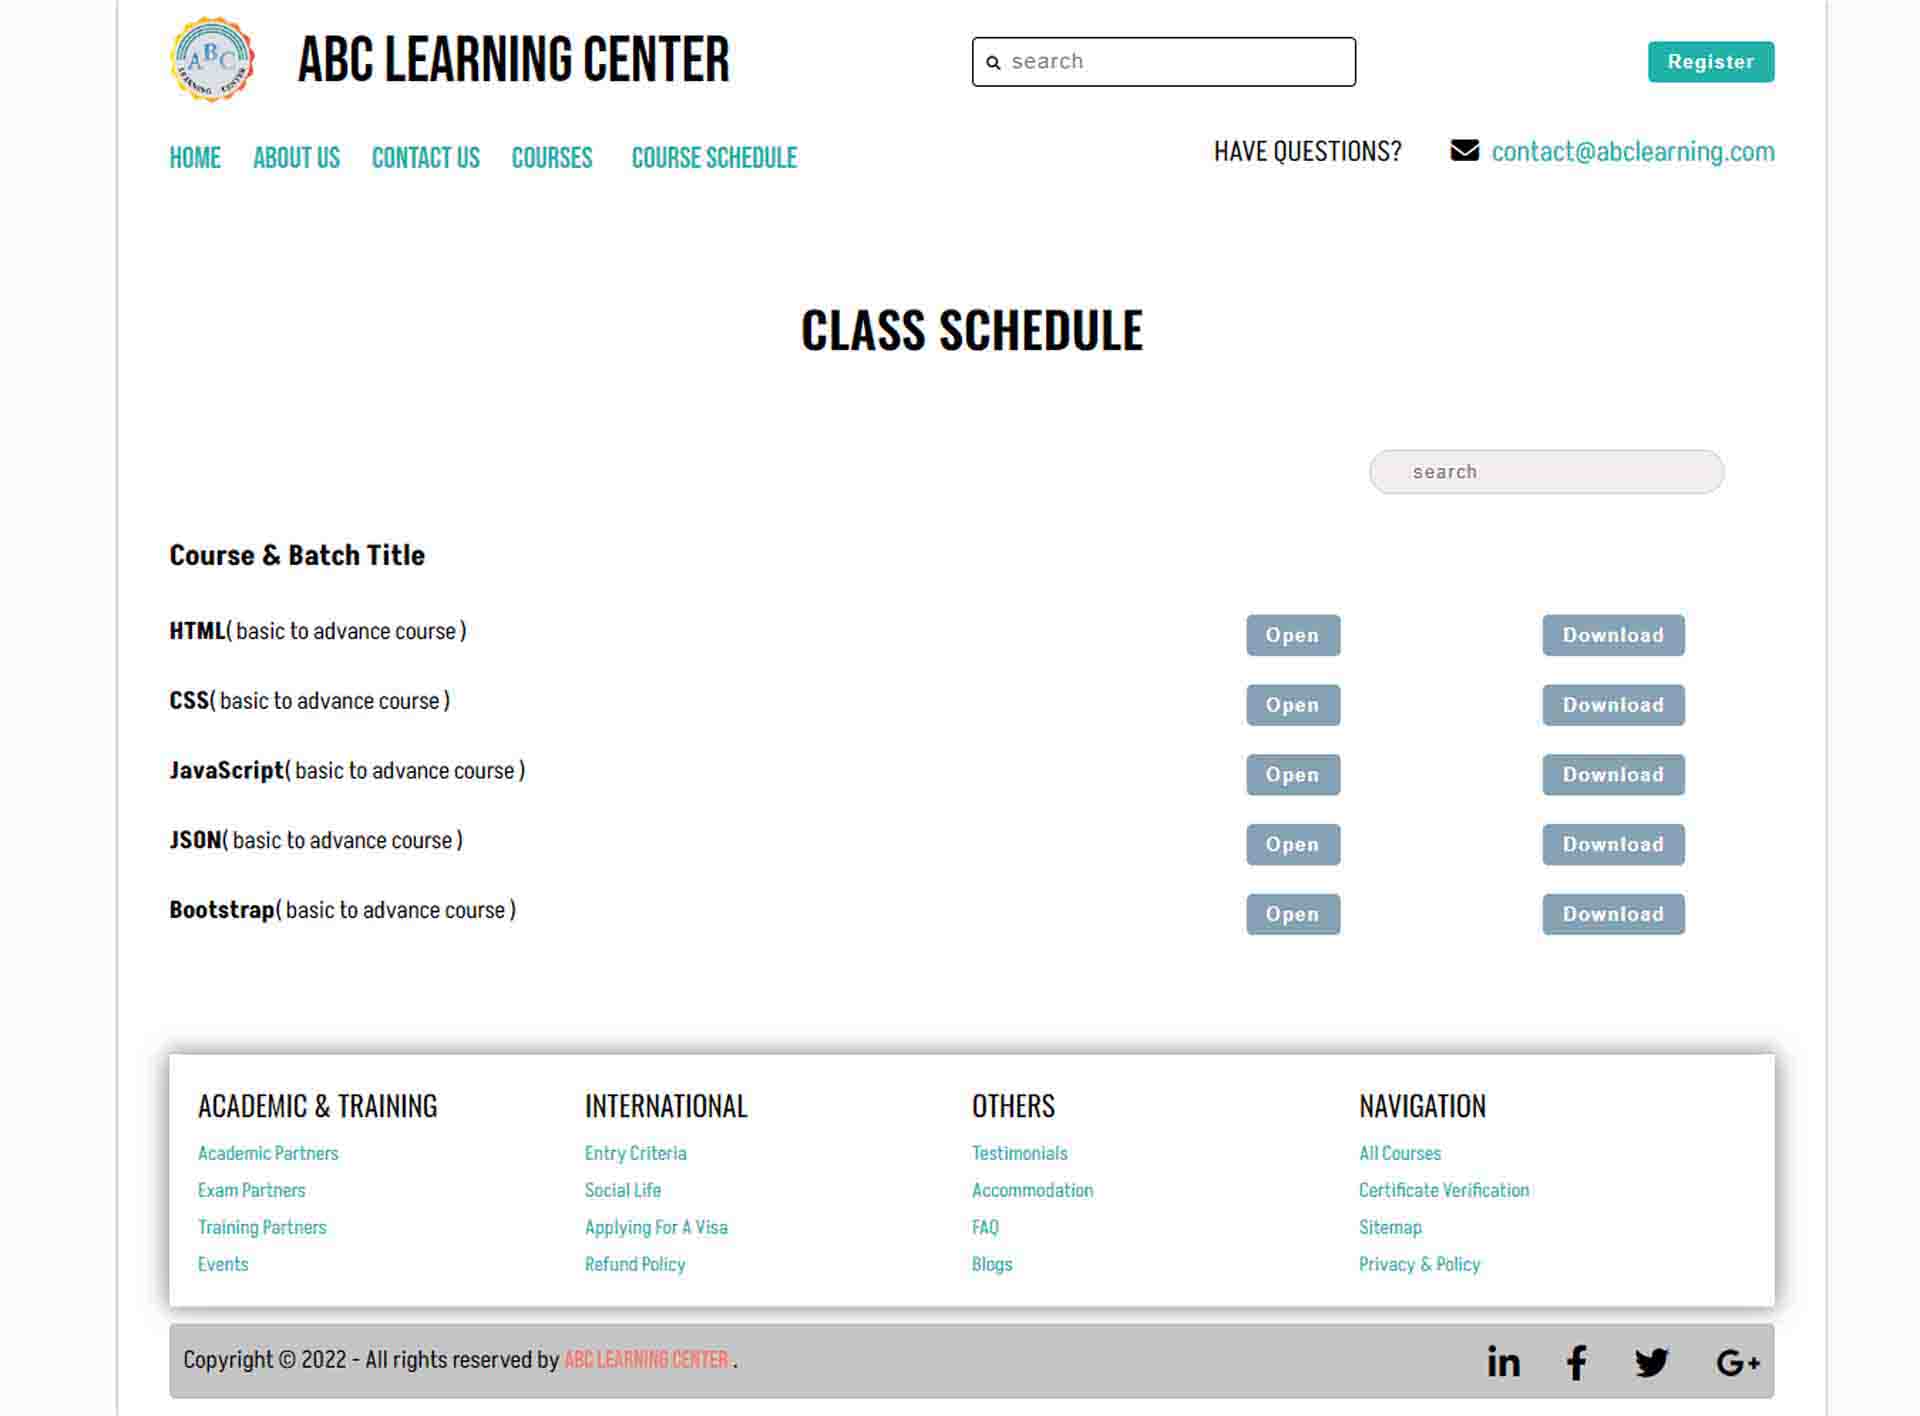 ABC
LEARNING CENTER
ABC LEARNING CENTER
search
Register
HOME ABOUT US CONTACT US COURSES COURSE SCHEDULE
HAVE QUESTIONS? contact@abclearning.com
CLASS SCHEDULE
search
Course & Batch Title
HTML( basic to advance course ) Open Download
CSS( basic to advance course ) Open Download
JavaScript( basic to advance course ) Open Download
JSON( basic to advance course ) Open Download
Bootstrap( basic to advance course ) Open Download
ACADEMIC & TRAINING
Academic Partners
Exam Partners
Training Partners
Events
INTERNATIONAL
Entry Criteria
Social Life
Applying For A Visa
Refund Policy
OTHERS
Testimonials
Accommodation
FAQ
Blogs
NAVIGATION
All Courses
Certificate Verification
Sitemap
Privacy & Policy
Copyright © 2022 - All rights reserved by ABC LEARNING CENTER .
in f G+